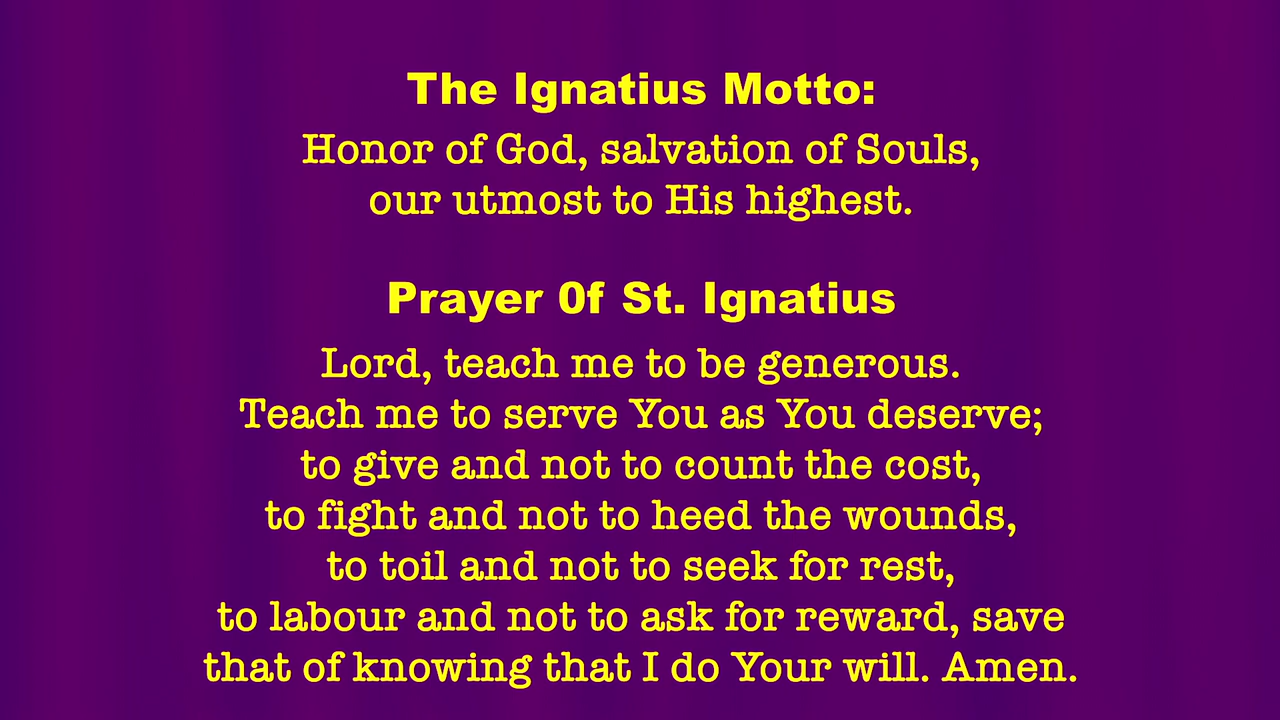 The Ignatius Motto:
Honor of God, salvation of Souls,
our utmost to His highest.
Prayer 0f St. Ignatius
Lord, teach me to be generous.
Teach me to serve You as You deserve;
to give and not to count the cost,
to fight and not to heed the wounds,
to toil and not to seek for rest,
to labour and not to ask for reward, save
that of knowing that I do Your will. Amen.